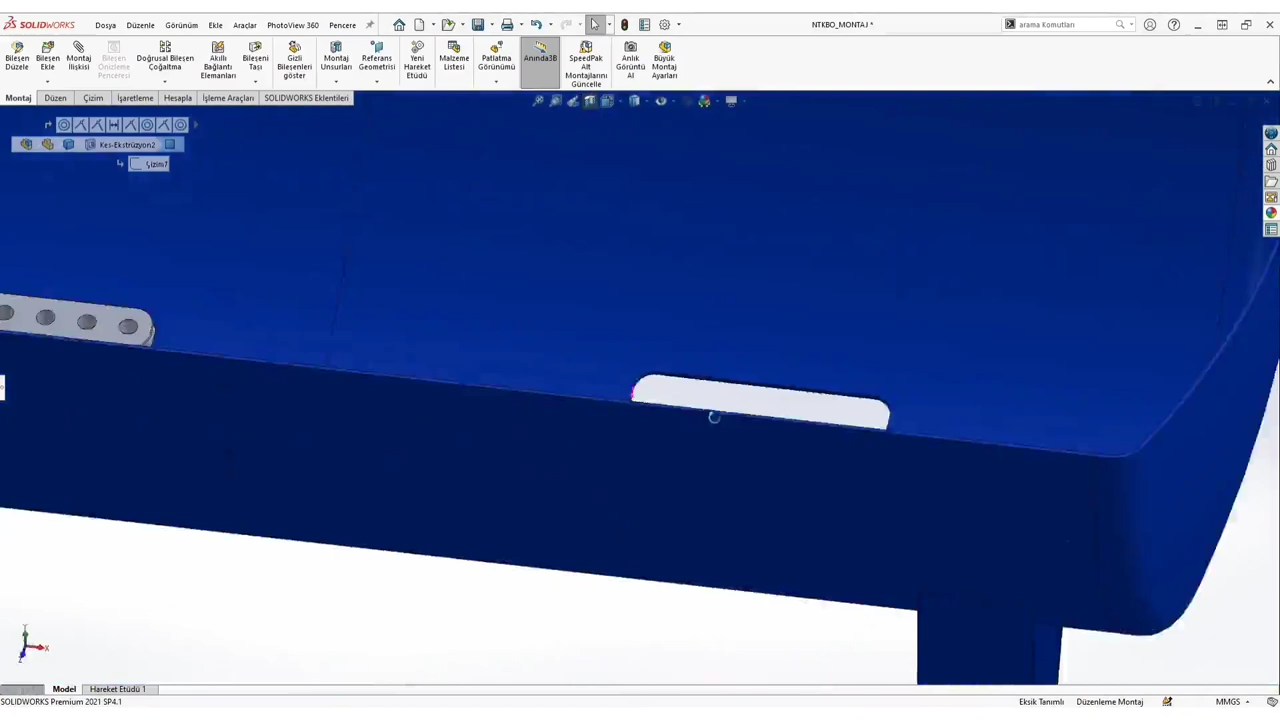 SOLIDWORKS
Dosya Düzenle Görünüm Ekle Araçlar PhotoView 360 Pencere
NTKBO_MONTAJ *
arama Komutları
Bileşen Düzele
Bileşen Ekle
Montaj İlişkisi
Bileşen Önizleme Penceresi
Doğrusal Bileşen Çoğaltma
Akıllı Bağlantı Elemanları
Bileşeni Taşı
Gizli Bileşenleri göster
Montaj Unsurları
Referans Geometrisi
Yeni Hareket Etüdü
Malzeme Listesi
Patlatma Görünümü
Anında3B
SpeedPak Alt Montajlarını Güncelle
Anlık Görüntü Al
Büyük Montaj Ayarları
Montaj Düzen Çizim İşaretleme Hesapla İşleme Araçları SOLIDWORKS Eklentileri
Kes-Ekstrüzyon2
Y
X
Z
Model Hareket Etüdü 1
SOLIDWORKS Premium 2021 SP4.1
Eksik Tanımlı Düzenleme Montaj MMGS